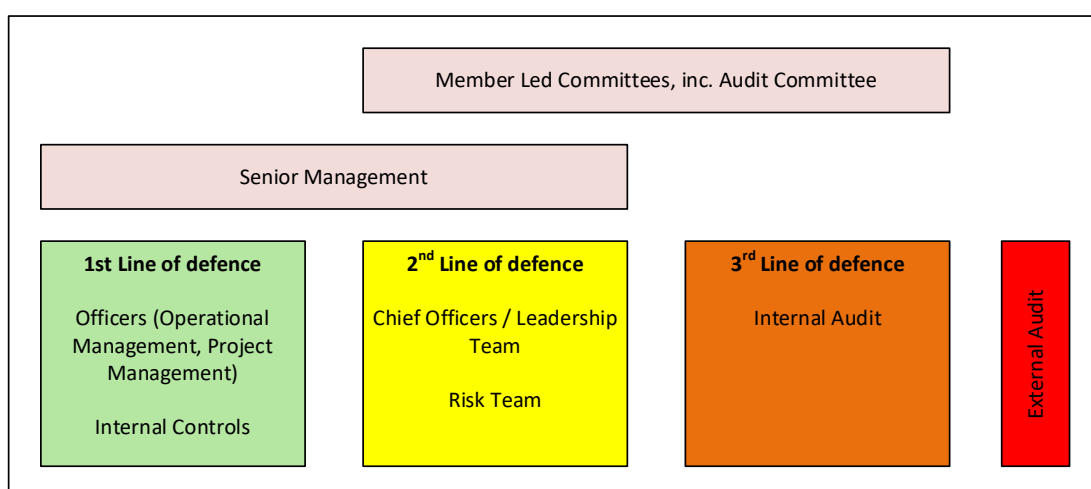 Member Led Committees, inc. Audit Committee
Senior Management
1st Line of defence
Officers (Operational
Management, Project
Management)
Internal Controls
2nd Line of defence
Chief Officers / Leadership
Team
Risk Team
3rd Line of defence
Internal Audit
External Audit